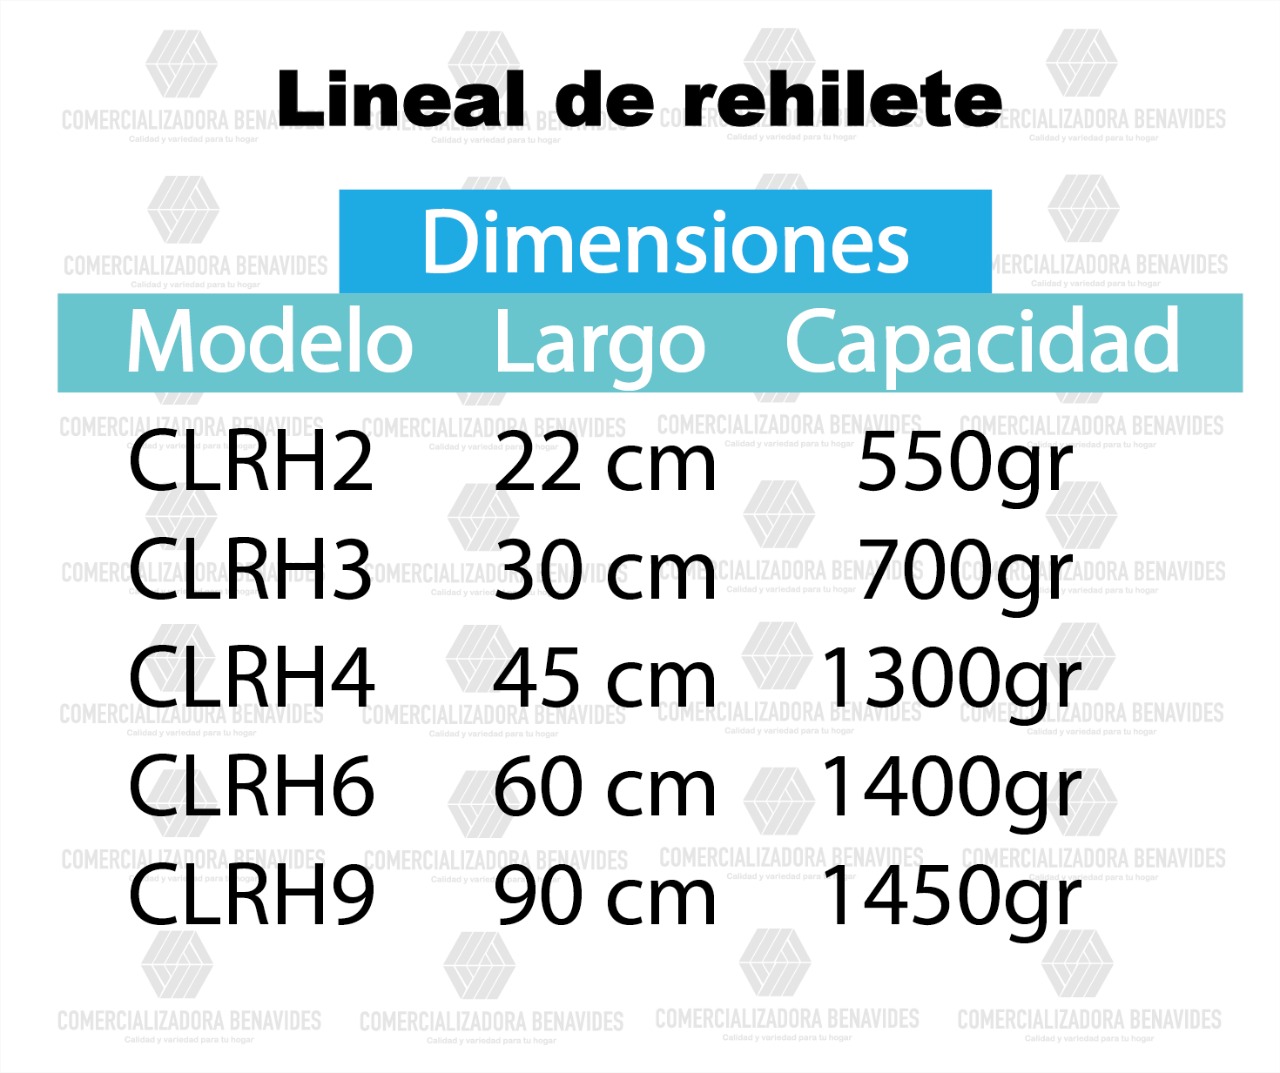 Lineal de rehilete
Dimensiones
Modelo Largo Capacidad
CLRH2 22 cm 550gr
CLRH3 30 cm 700gr
CLRH4 45 cm 1300gr
CLRH6 60 cm 1400gr
CLRH9 90 cm 1450gr
COMERCIALIZADORA BENAVIDES
Calidad y variedad para tu hogar